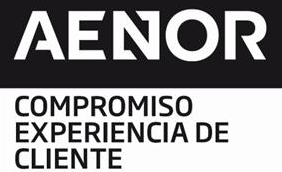 AENOR
COMPROMISO
EXPERIENCIA DE
CLIENTE